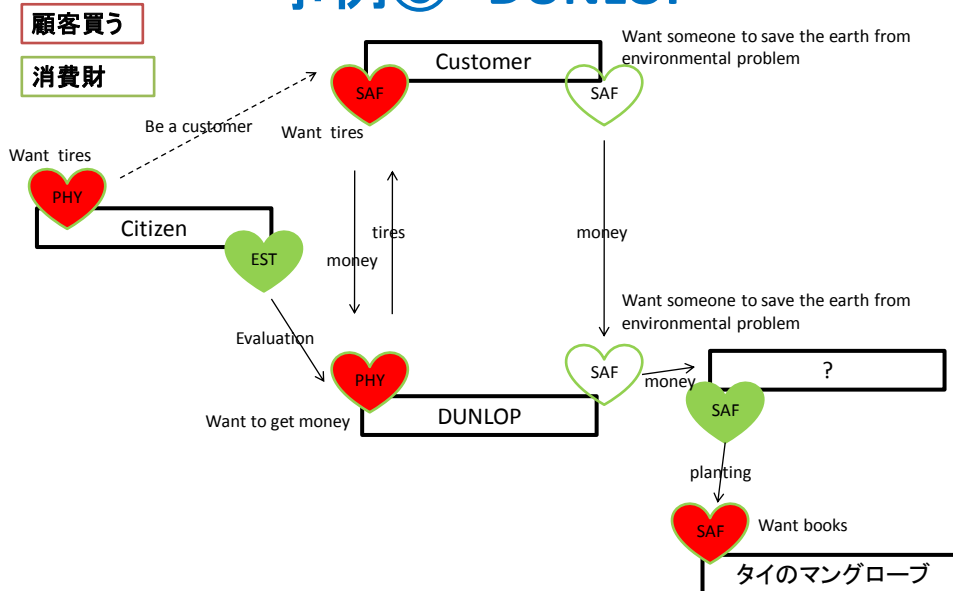 事例 DUNLOP
顧客買う
消費財
Customer
Want someone to save the earth from
environmental problem
SAF
SAF
Be a customer
Want tires
Want tires
PHY
Citizen
EST
tires
money
money
Evaluation
Want someone to save the earth from
environmental problem
PHY
SAF
money
?
Want to get money
DUNLOP
SAF
planting
SAF
Want books
タイのマングローブ